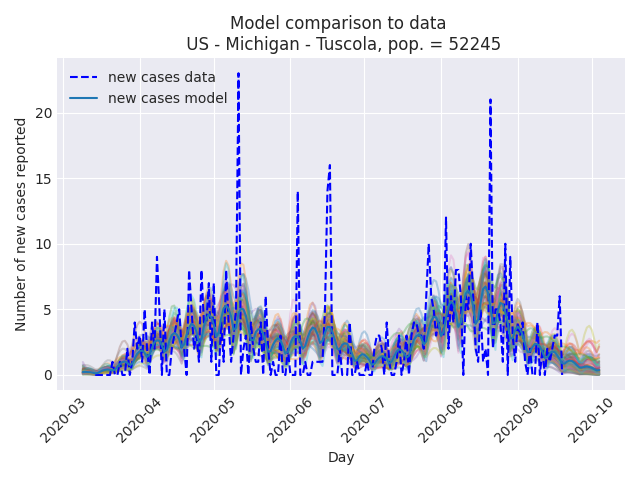 Model comparison to data
US - Michigan - Tuscola, pop. = 52245
new cases data
new cases model
Number of new cases reported
20
15
10
5
0
2020-03
2020-04
2020-05
2020-06
2020-07
2020-08
2020-09
2020-10
Day